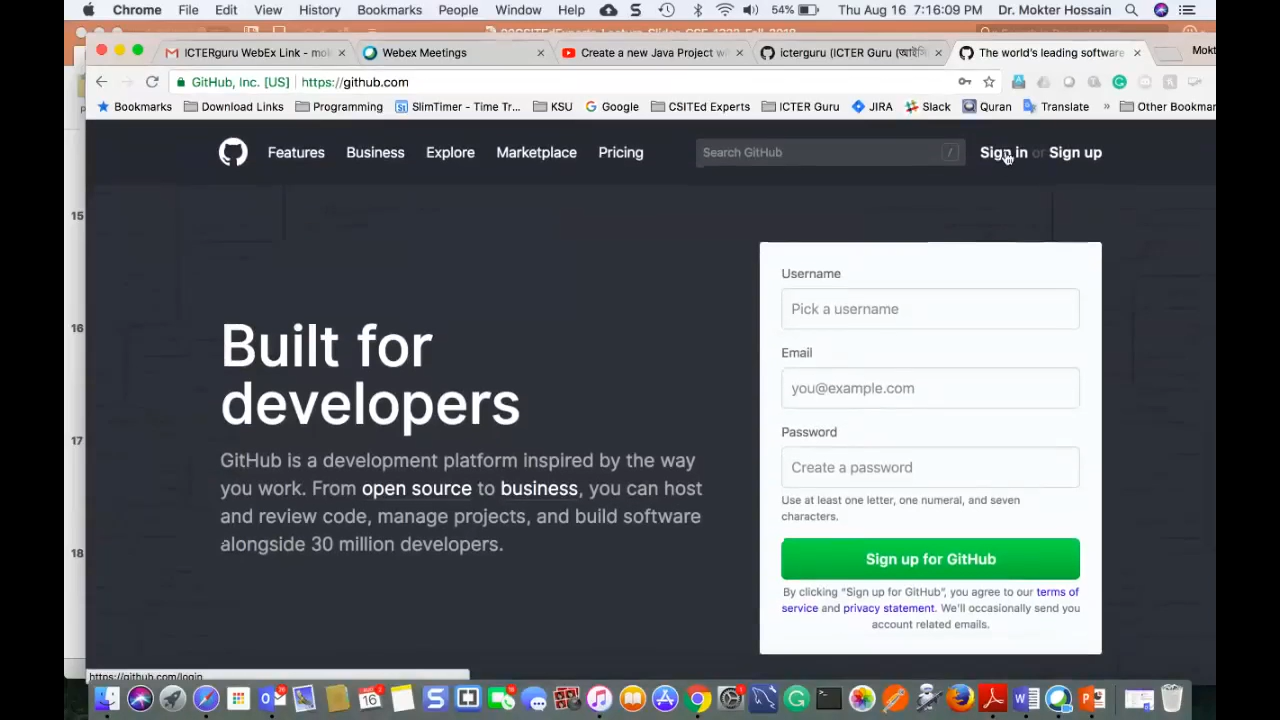 Chrome File Edit View History Bookmarks People Window Help 54% Thu Aug 16 7:16:09 PM Dr. Mokter Hossain
ICTERguru WebEx Link - mok Webex Meetings Create a new Java Project wi icterguru (ICTER Guru The world's leading software Mokt
GitHub, Inc. [US] https://github.com
Bookmarks Download Links Programming SlimTimer - Time Tr... KSU Google CSITEd Experts ICTER Guru JIRA Slack Quran Translate » Other Bookmar
Features Business Explore Marketplace Pricing Search GitHub / Sign in or Sign up
15
Username
Pick a username
16
Built for
developers
Email
you@example.com
Password
17
Create a password
GitHub is a development platform inspired by the way
you work. From open source to business, you can host
and review code, manage projects, and build software
alongside 30 million developers.
Use at least one letter, one numeral, and seven
characters.
18
Sign up for GitHub
By clicking “Sign up for GitHub”, you agree to our terms of
service and privacy statement. We'll occasionally send you
account related emails.
https://github.com/login